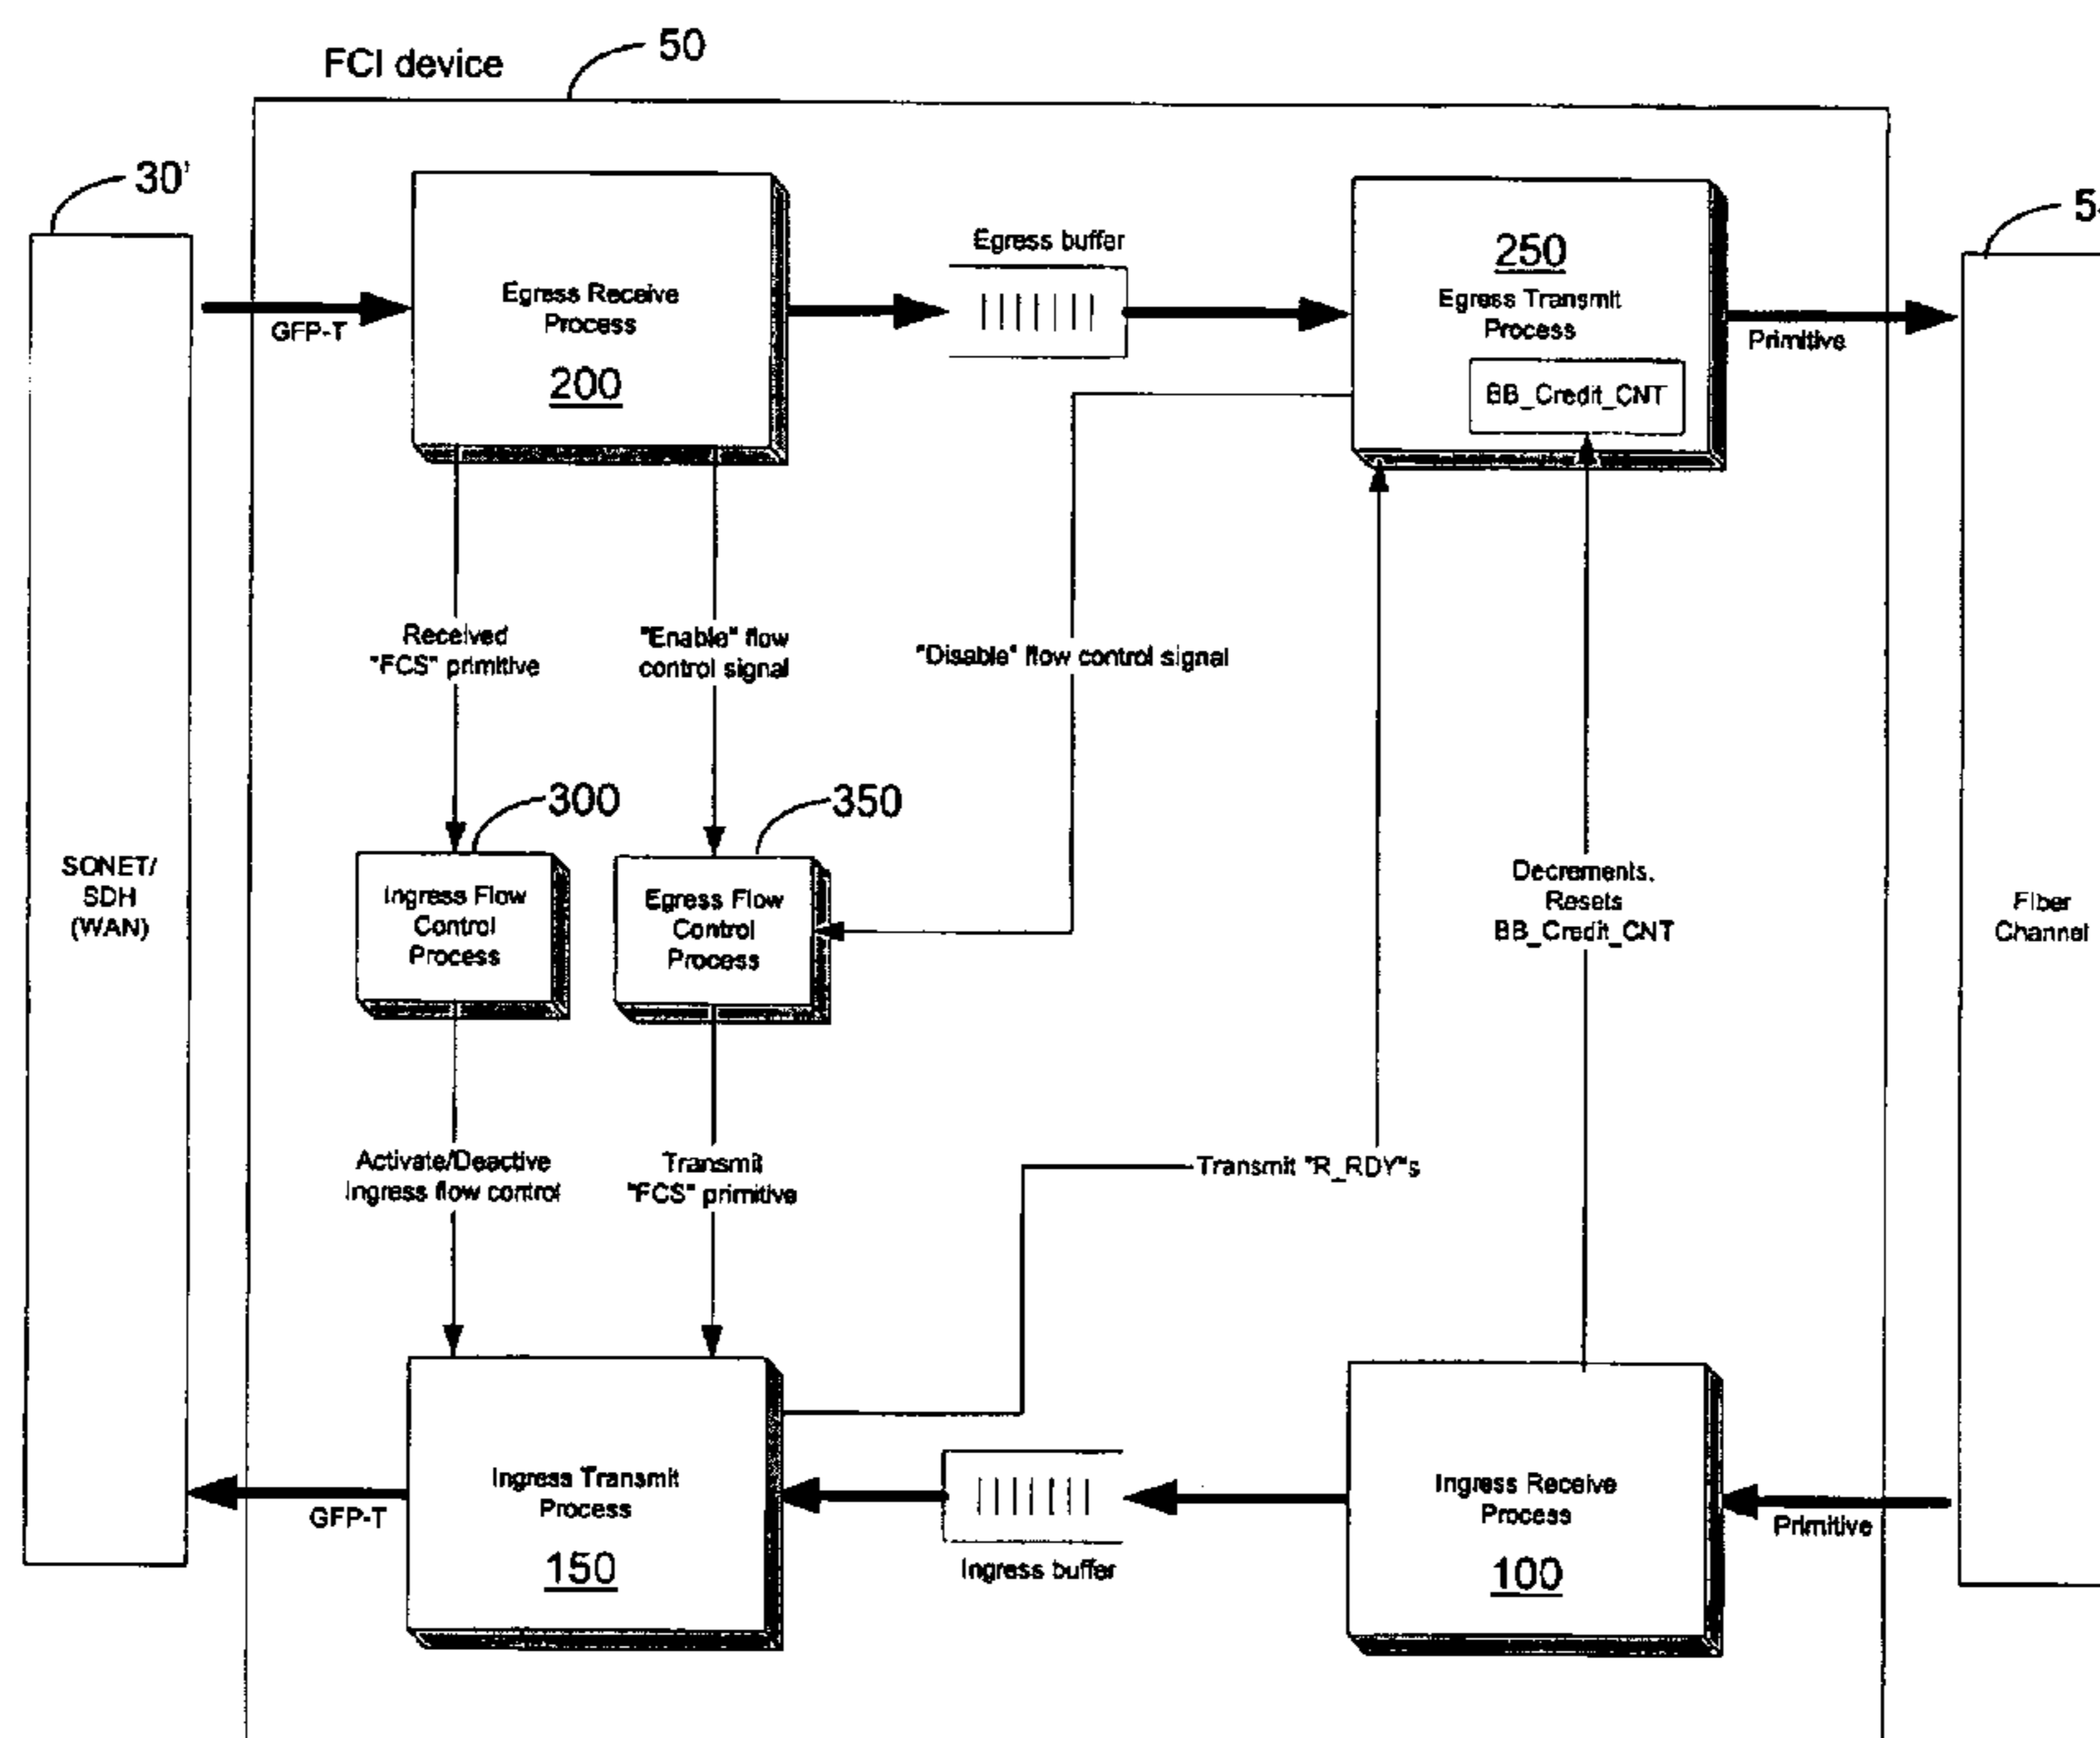 FCI device
50
30'
Egress Receive
Process
200
GFP-T
Egress buffer
250
Egress Transmit
Process
BB_Credit_CNT
Primitive
Received
"FCS" primitive
"Enable" flow
control signal
"Disable" flow control signal
300
350
SONET/
SDH
(WAN)
Ingress Flow
Control
Process
Egress Flow
Control
Process
Decrements,
Resets
BB_Credit_CNT
Fiber
Channel
Activate/Deactive
Ingress flow control
Transmit
"FCS" primitive
Transmit "R_RDY"s
Ingress Transmit
Process
150
GFP-T
Ingress buffer
Ingress Receive
Process
100
Primitive